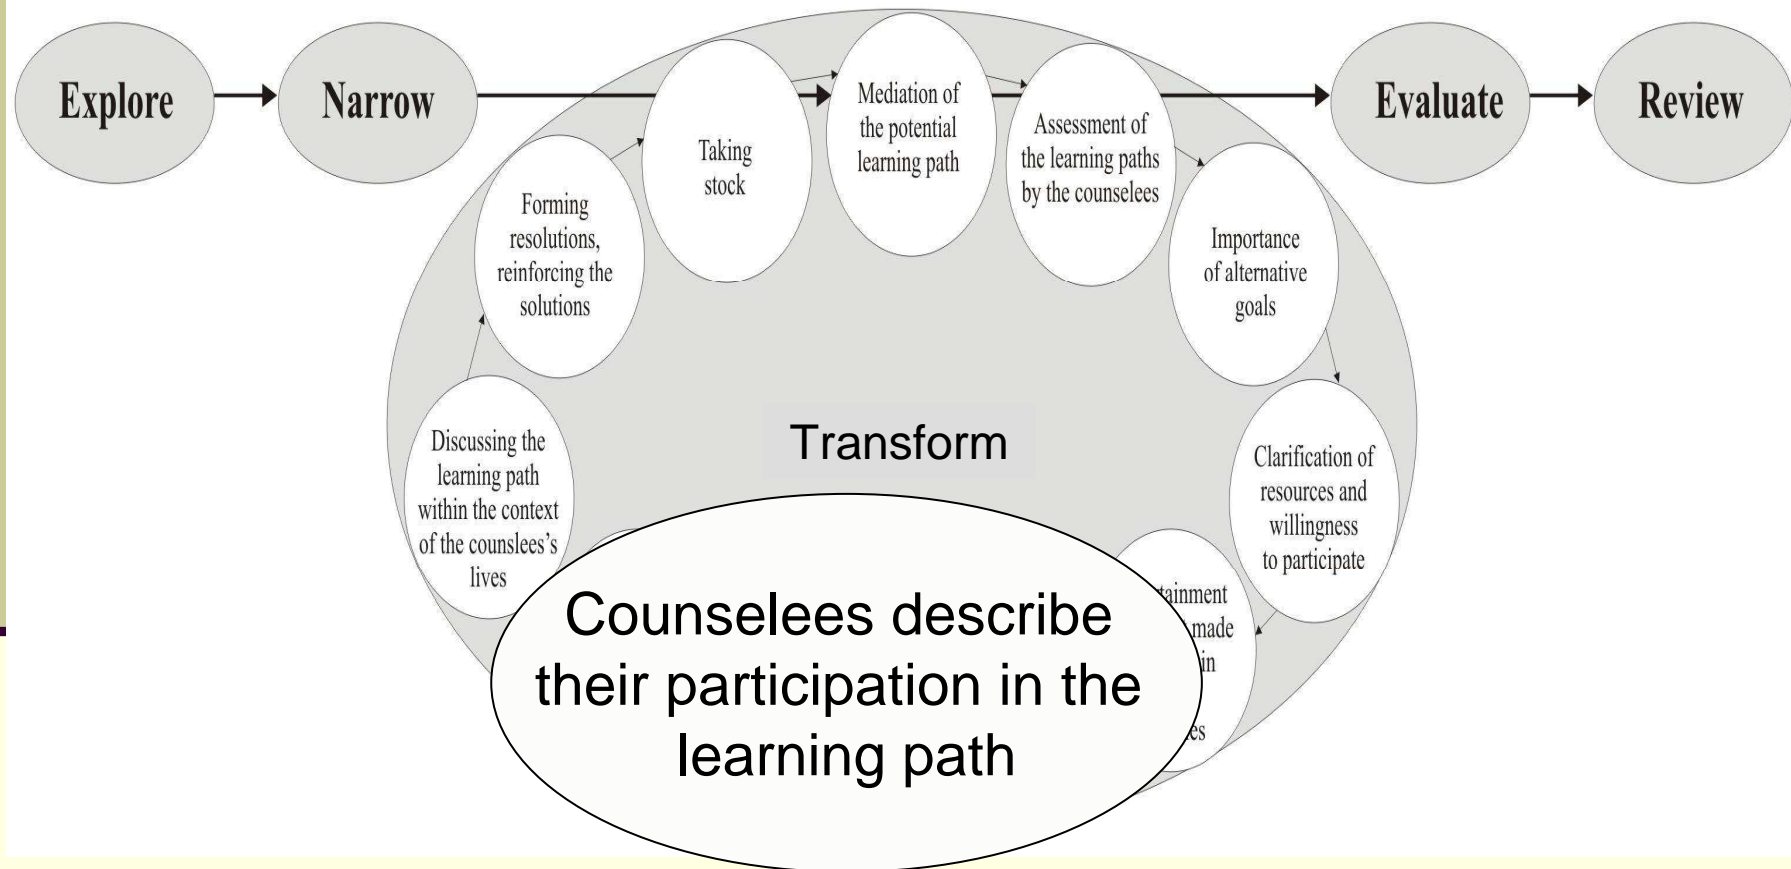 Explore
Narrow
Evaluate
Review
Taking
stock
Mediation of
the potential
learning path
Assessment of
the learning paths
by the counselees
Forming
resolutions,
reinforcing the
solutions
Importance
of alternative
goals
Discussing the
learning path
within the context
of the counslees's
lives
Transform
Clarification of
resources and
willingness
to participate
made
in
Counselees describe
their participation in the
learning path